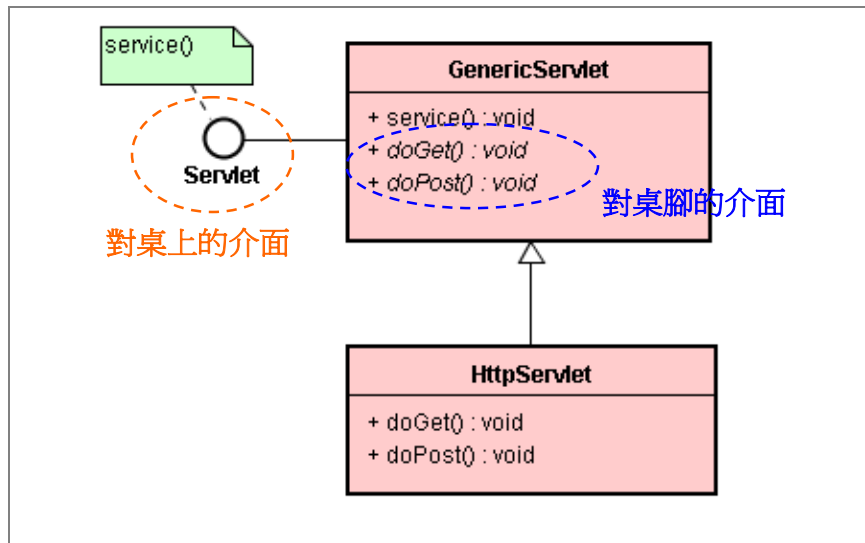 service()
GenericServlet
+ service() : void
+ doGet() : void
+ doPost() : void
Servlet
對桌腳的介面
對桌上的介面
HttpServlet
+ doGet() : void
+ doPost() : void